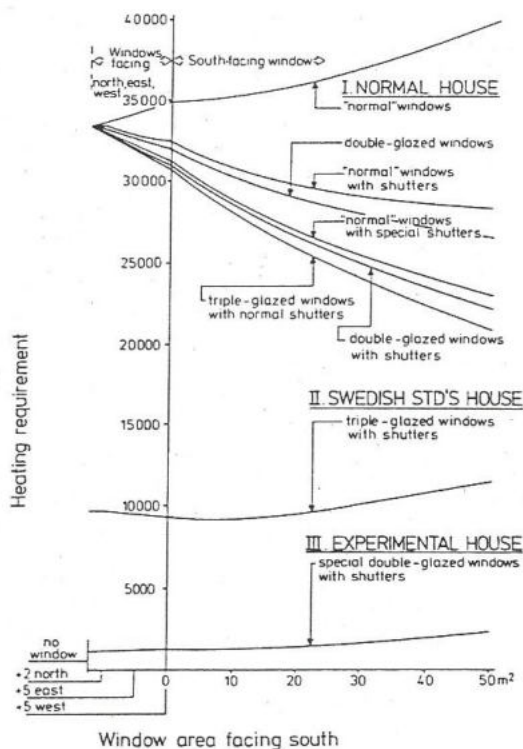 40000
Windows
facing
South-facing window
north, east,
west,
35000
I. NORMAL HOUSE
"normal" windows
double-glazed windows
30000
"normal" windows
with shutters
"normal"-windows
with special shutters
25000
triple-glazed windows
with normal shutters
double-glazed windows
with shutters
20000
Heating requirement
II. SWEDISH STD'S HOUSE
15000
triple-glazed windows
with shutters
10000
III. EXPERIMENTAL HOUSE
5000
special double-glazed windows
with shutters
no
window
+2 north
+5 east
+5 west
0 10 20 30 40 50 m²
Window area facing south